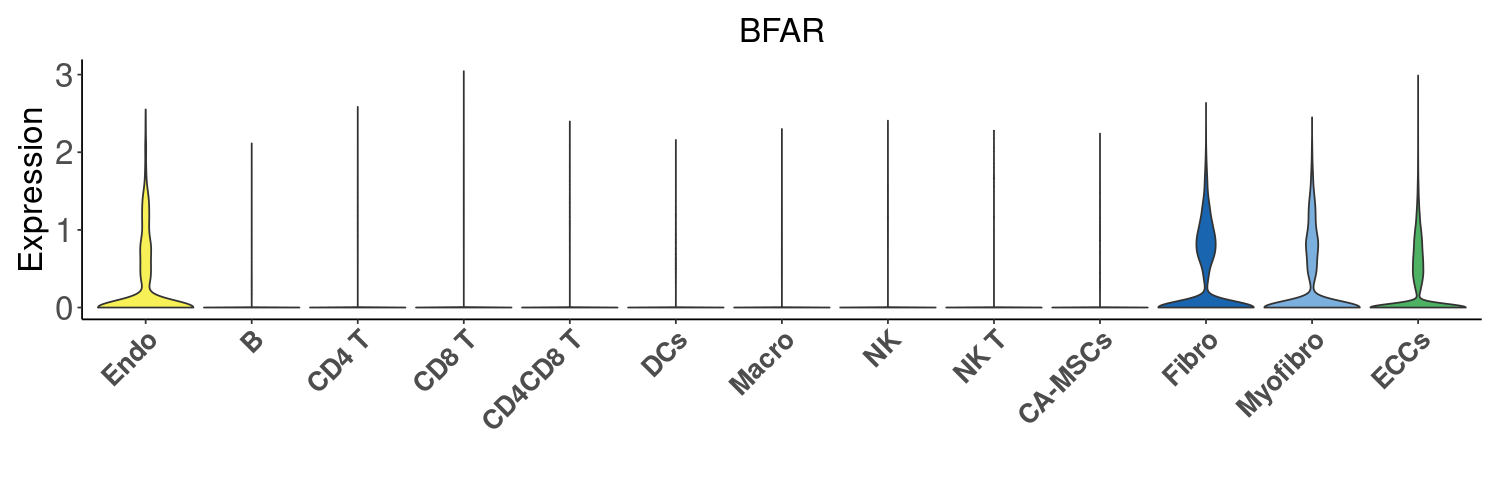 BFAR
Expression
3
2
1
0
Endo
B
CD4 T
CD8 T
CD4CD8 T
DCs
Macro
NK
NK T
CA-MSCs
Fibro
Myofibro
ECCs